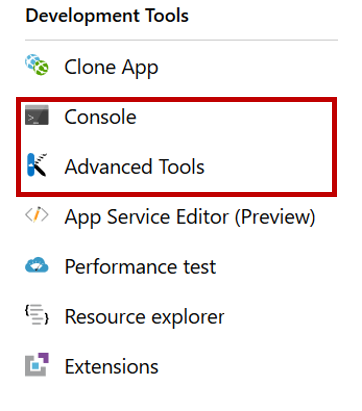 Development Tools
Clone App
Console
Advanced Tools
App Service Editor (Preview)
Performance test
Resource explorer
Extensions